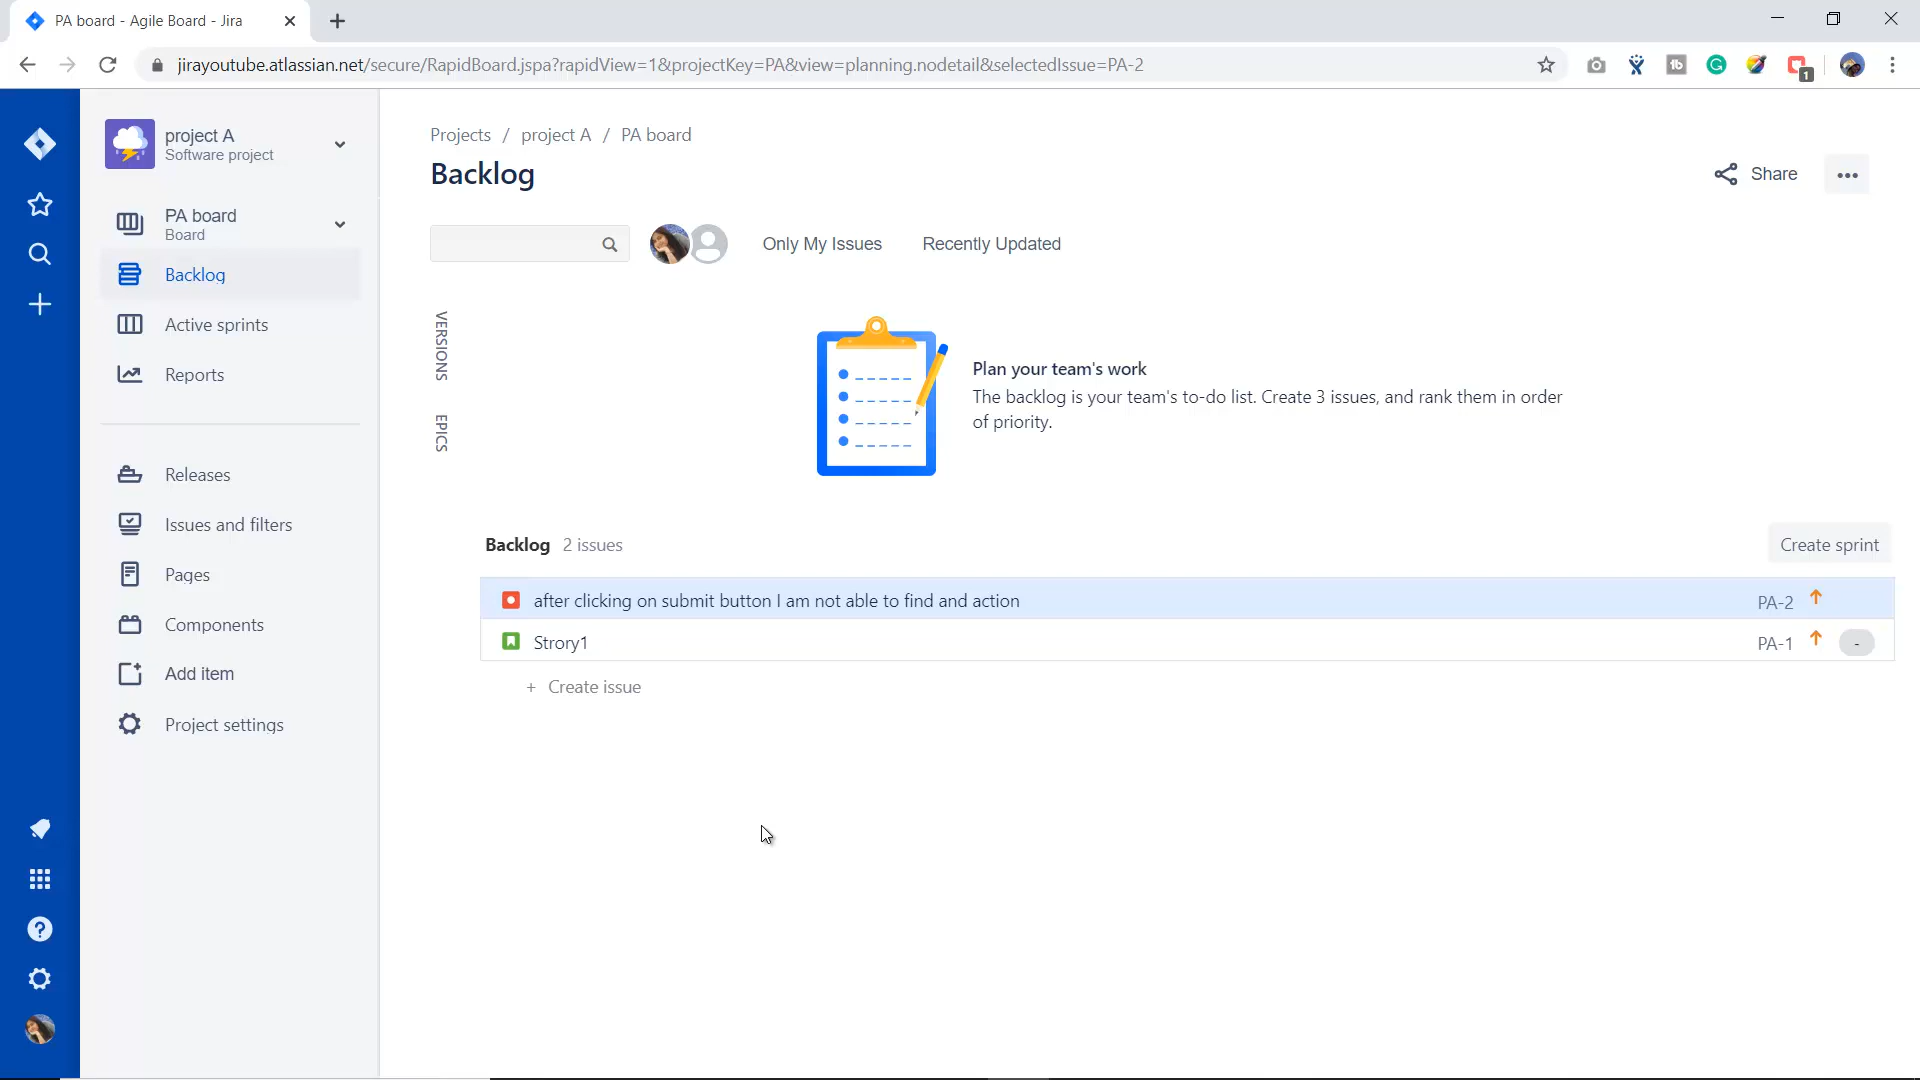 PA board - Agile Board - Jira
jirayoutube.atlassian.net/secure/RapidBoard.jspa?rapidView=1&projectKey=PA&view=planning.nodetail&selectedIssue=PA-2
1
project A
Software project
PA board
Board
Backlog
Active sprints
Reports
Releases
Issues and filters
Pages
Components
Add item
Project settings
Projects / project A / PA board
Backlog
Share
Only My Issues
Recently Updated
VERSIONS
EPICS
Plan your team's work
The backlog is your team's to-do list. Create 3 issues, and rank them in order
of priority.
Backlog 2 issues
Create sprint
after clicking on submit button I am not able to find and action
PA-2
Strory1
PA-1
-
+ Create issue